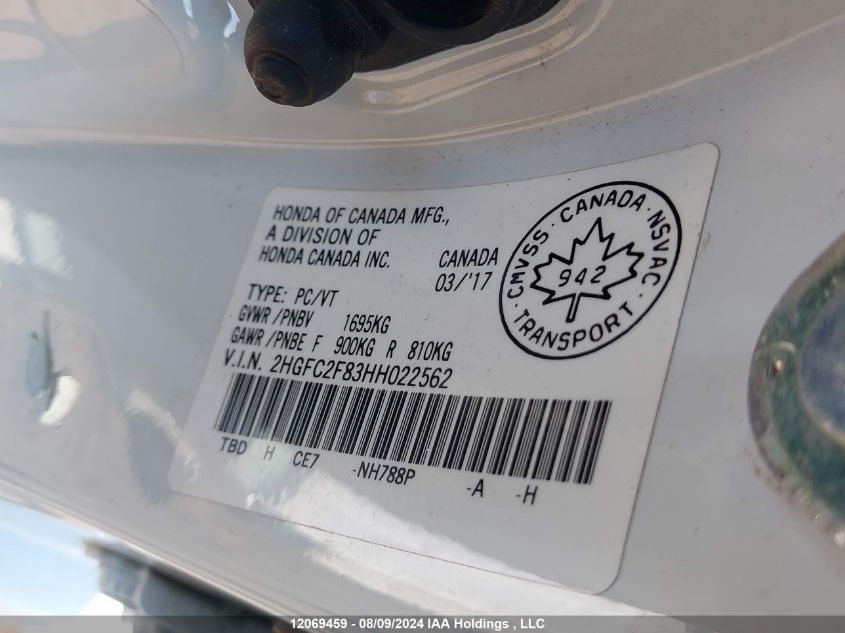 HONDA OF CANADA MFG.,
A DIVISION OF
HONDA CANADA INC. CANADA
03/'17
TYPE: PC/VT
GVWR/PNBV 1695KG
GAWR/PNBE F 900KG R 810KG
V.I.N. 2HGFC2F83HH022562
TBD H CE7 -NH788P -A -H
CMVSS · CANADA · NSVAC ·
942
TRANSPORT
12069459 - 08/09/2024 - IAA Holdings , LLC